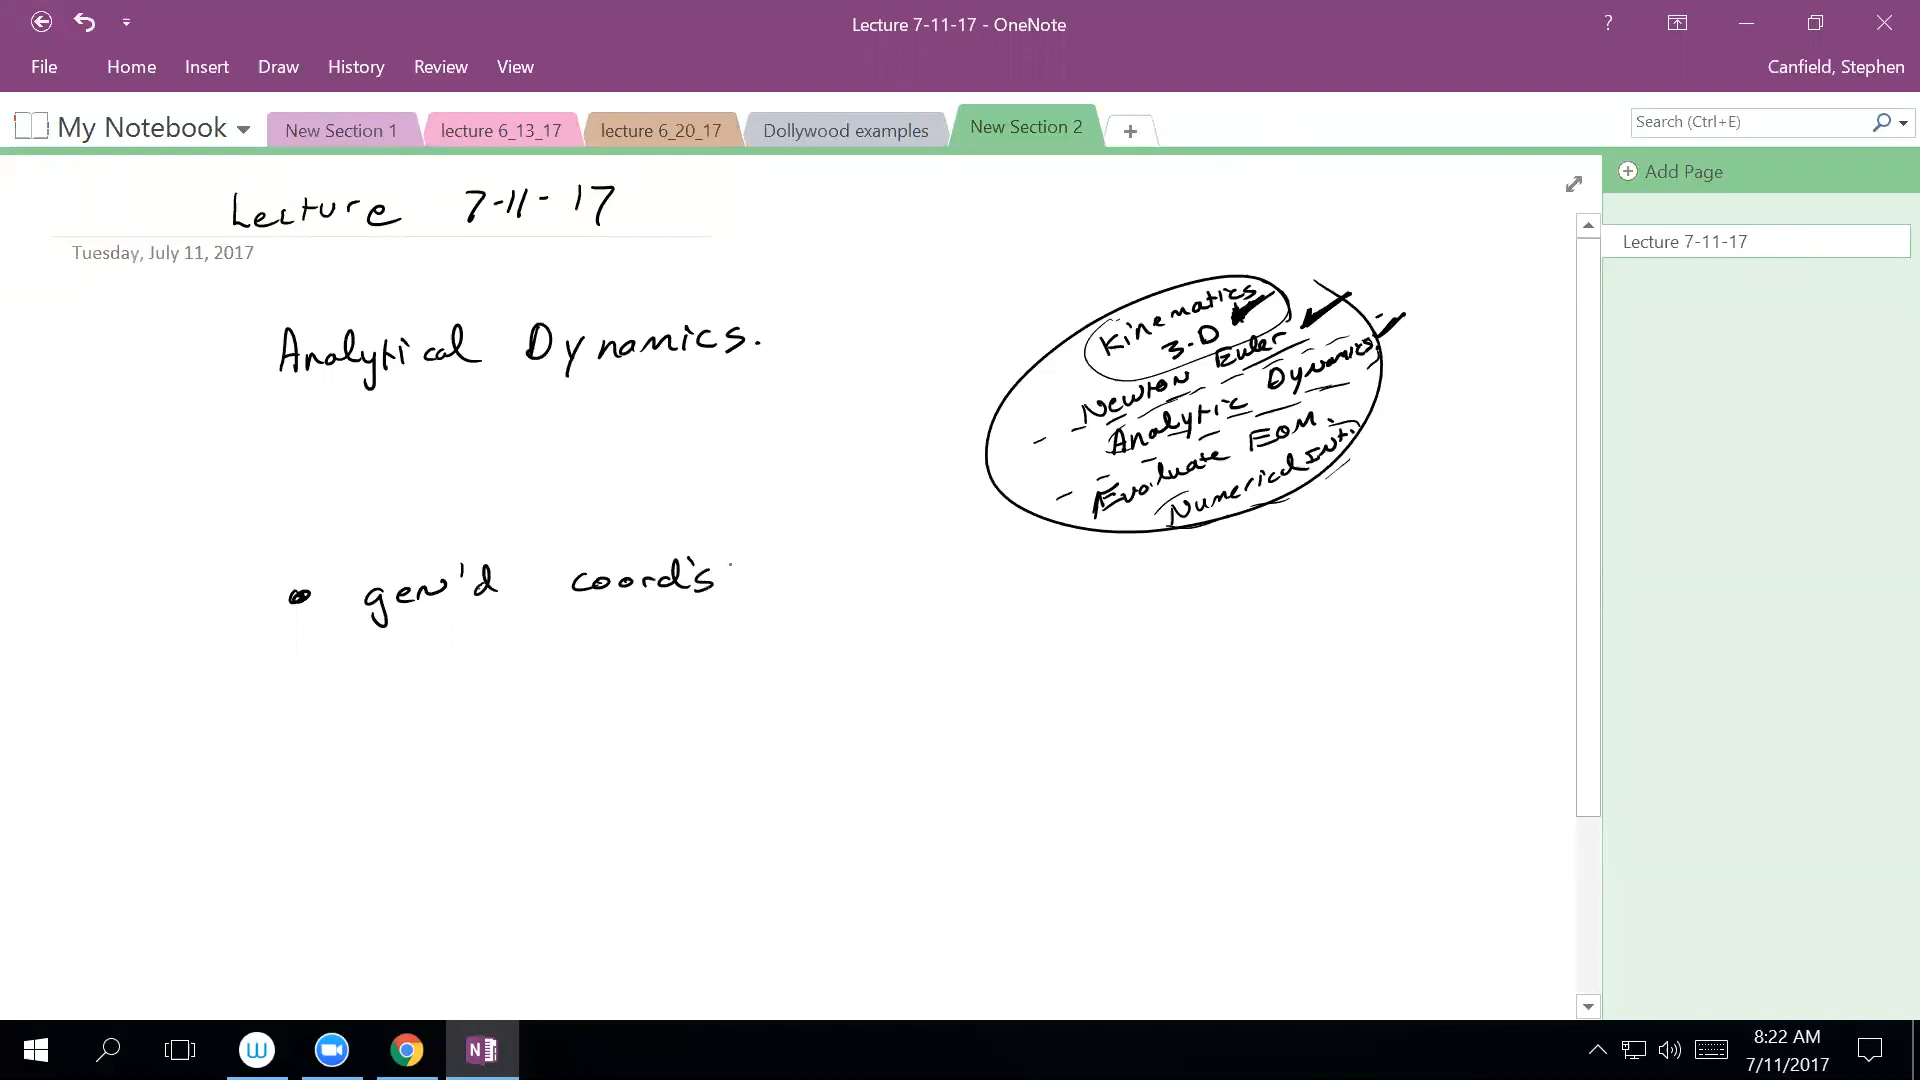 Lecture 7-11-17 - OneNote
?
File Home Insert Draw History Review View
Canfield, Stephen
My Notebook
New Section 1
lecture 6_13_17
lecture 6_20_17
Dollywood examples
New Section 2
+
Search (Ctrl+E)
Add Page
Lecture 7-11-17
Lecture 7-11-17
Tuesday, July 11, 2017
Analytical Dynamics.
Kinematics
3-D
Newton Euler
Analytic Dynamics
Evaluate EOM.
Numerical Int.
• gen'd coord's
W
N
8:22 AM
7/11/2017